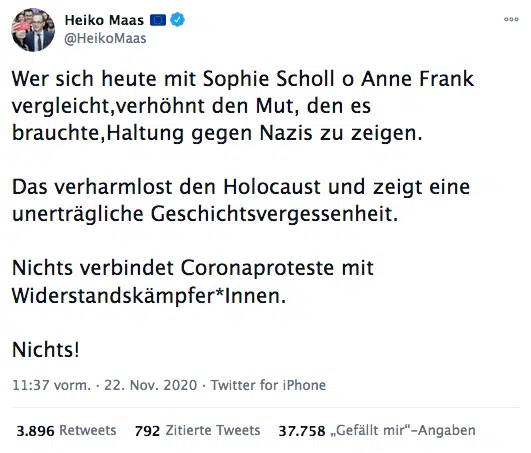 Heiko Maas
@HeikoMaas
Wer sich heute mit Sophie Scholl o Anne Frank
vergleicht,verhöhnt den Mut, den es
brauchte,Haltung gegen Nazis zu zeigen.
Das verharmlost den Holocaust und zeigt eine
unerträgliche Geschichtsvergessenheit.
Nichts verbindet Coronaproteste mit
Widerstandskämpfer*Innen.
Nichts!
11:37 vorm. · 22. Nov. 2020 · Twitter for iPhone
3.896 Retweets 792 Zitierte Tweets 37.758 „Gefällt mir“-Angaben